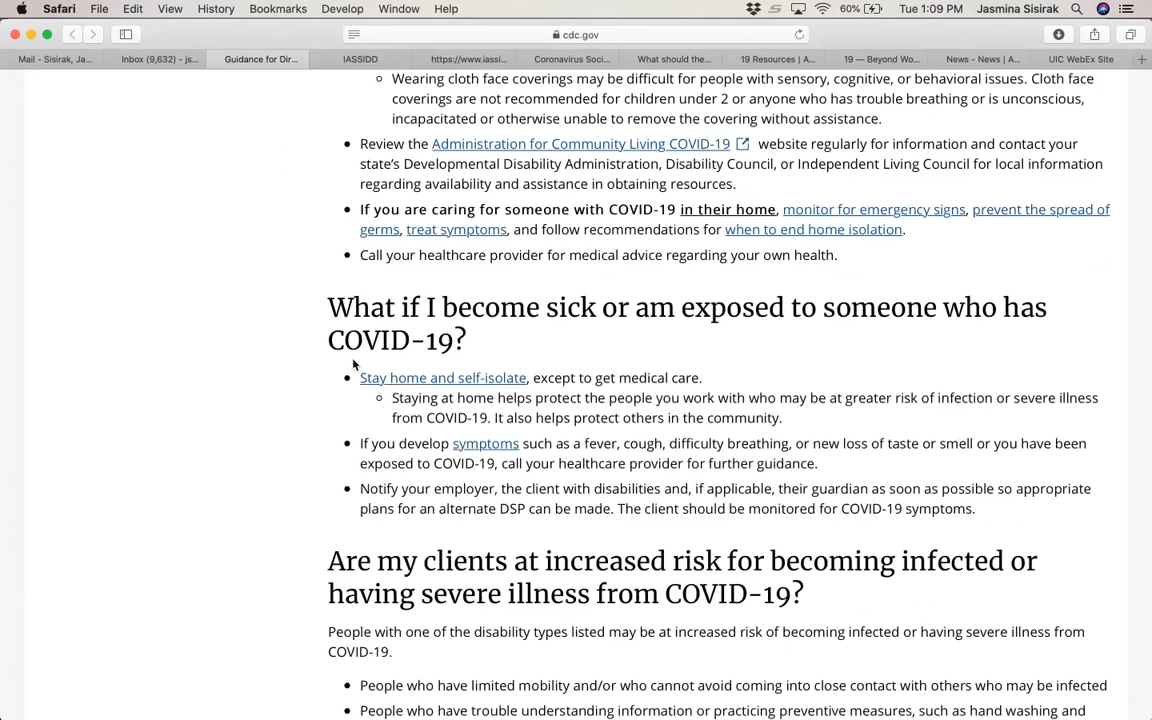 Safari File Edit View History Bookmarks Develop Window Help 60% Tue 1:09 PM Jasmina Sisirak
cdc.gov
Mail - Sisirak, Ja... Inbox (9,632) - js... Guidance for Dir... IASSIDD https://www.iassi... Coronavirus Soci... What should the... 19 Resources | A... 19 — Beyond Wo... News - News | A... UIC WebEx Site
Wearing cloth face coverings may be difficult for people with sensory, cognitive, or behavioral issues. Cloth face
coverings are not recommended for children under 2 or anyone who has trouble breathing or is unconscious,
incapacitated or otherwise unable to remove the covering without assistance.
Review the Administration for Community Living COVID-19 website regularly for information and contact your
state's Developmental Disability Administration, Disability Council, or Independent Living Council for local information
regarding availability and assistance in obtaining resources.
If you are caring for someone with COVID-19 in their home, monitor for emergency signs, prevent the spread of
germs, treat symptoms, and follow recommendations for when to end home isolation.
Call your healthcare provider for medical advice regarding your own health.
What if I become sick or am exposed to someone who has
COVID-19?
Stay home and self-isolate, except to get medical care.
Staying at home helps protect the people you work with who may be at greater risk of infection or severe illness
from COVID-19. It also helps protect others in the community.
If you develop symptoms such as a fever, cough, difficulty breathing, or new loss of taste or smell or you have been
exposed to COVID-19, call your healthcare provider for further guidance.
Notify your employer, the client with disabilities and, if applicable, their guardian as soon as possible so appropriate
plans for an alternate DSP can be made. The client should be monitored for COVID-19 symptoms.
Are my clients at increased risk for becoming infected or
having severe illness from COVID-19?
People with one of the disability types listed may be at increased risk of becoming infected or having severe illness from
COVID-19.
People who have limited mobility and/or who cannot avoid coming into close contact with others who may be infected
People who have trouble understanding information or practicing preventive measures, such as hand washing and